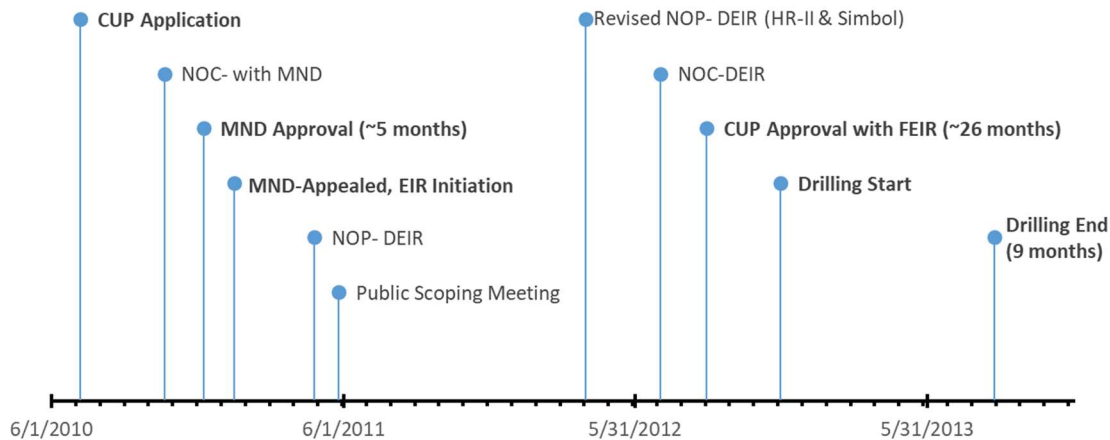 CUP Application
NOC- with MND
MND Approval (~5 months)
MND-Appealed, EIR Initiation
NOP- DEIR
Public Scoping Meeting
Revised NOP- DEIR (HR-II & Simbol)
NOC-DEIR
CUP Approval with FEIR (~26 months)
Drilling Start
Drilling End
(9 months)
6/1/2010
6/1/2011
5/31/2012
5/31/2013